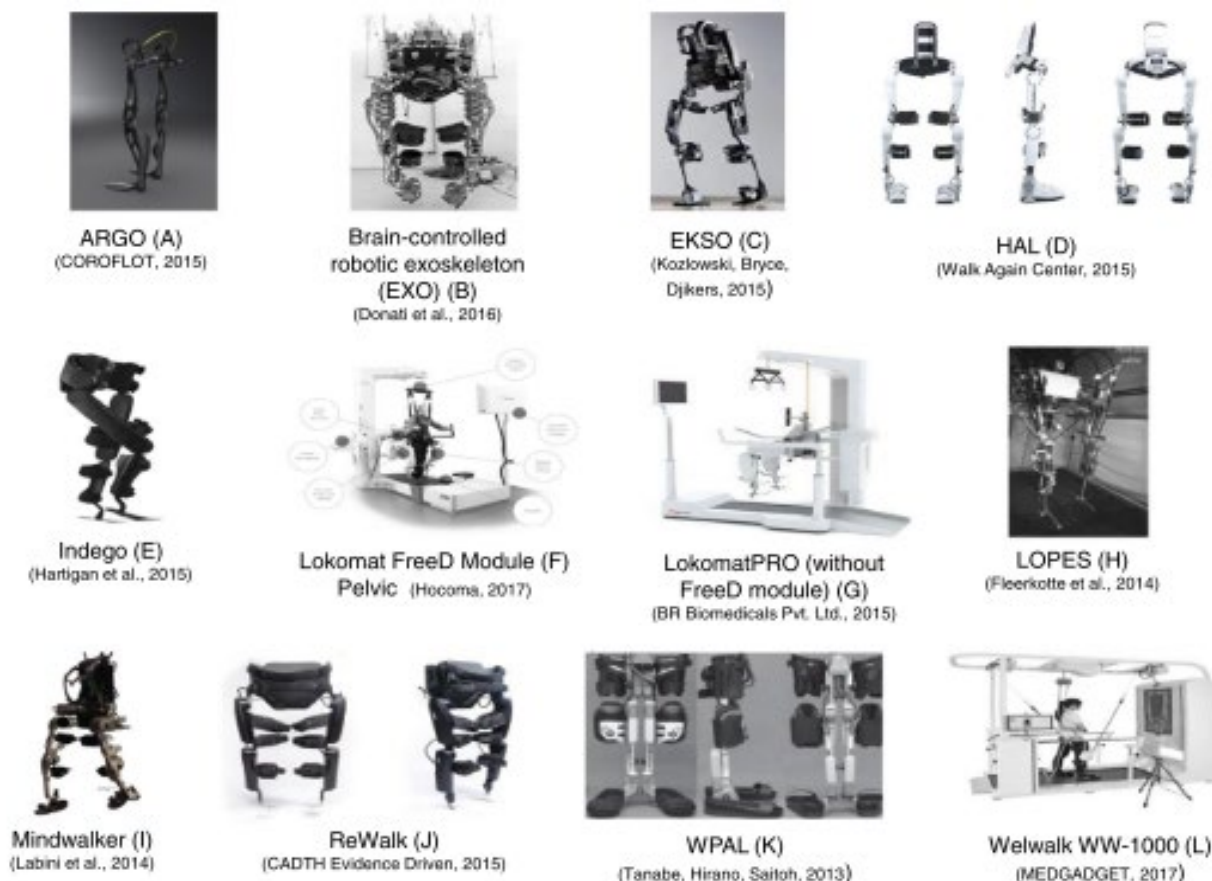 ARGO (A)
(COROFLOT, 2015)
Brain-controlled
robotic exoskeleton
(EXO) (B)
(Donati et al., 2016)
EKSO (C)
(Kozlowski, Bryce,
Djikers, 2015)
HAL (D)
(Walk Again Center, 2015)
Indego (E)
(Hartigan et al., 2015)
Lokomat FreeD Module (F)
Pelvic (Hocoma, 2017)
LokomatPRO (without
FreeD module) (G)
(BR Biomedicals Pvt. Ltd., 2015)
LOPES (H)
(Fleerkotte et al., 2014)
Mindwalker (I)
(Labini et al., 2014)
ReWalk (J)
(CADTH Evidence Driven, 2015)
WPAL (K)
(Tanabe, Hirano, Saitoh, 2013)
Welwalk WW-1000 (L)
(MEDGADGET, 2017)